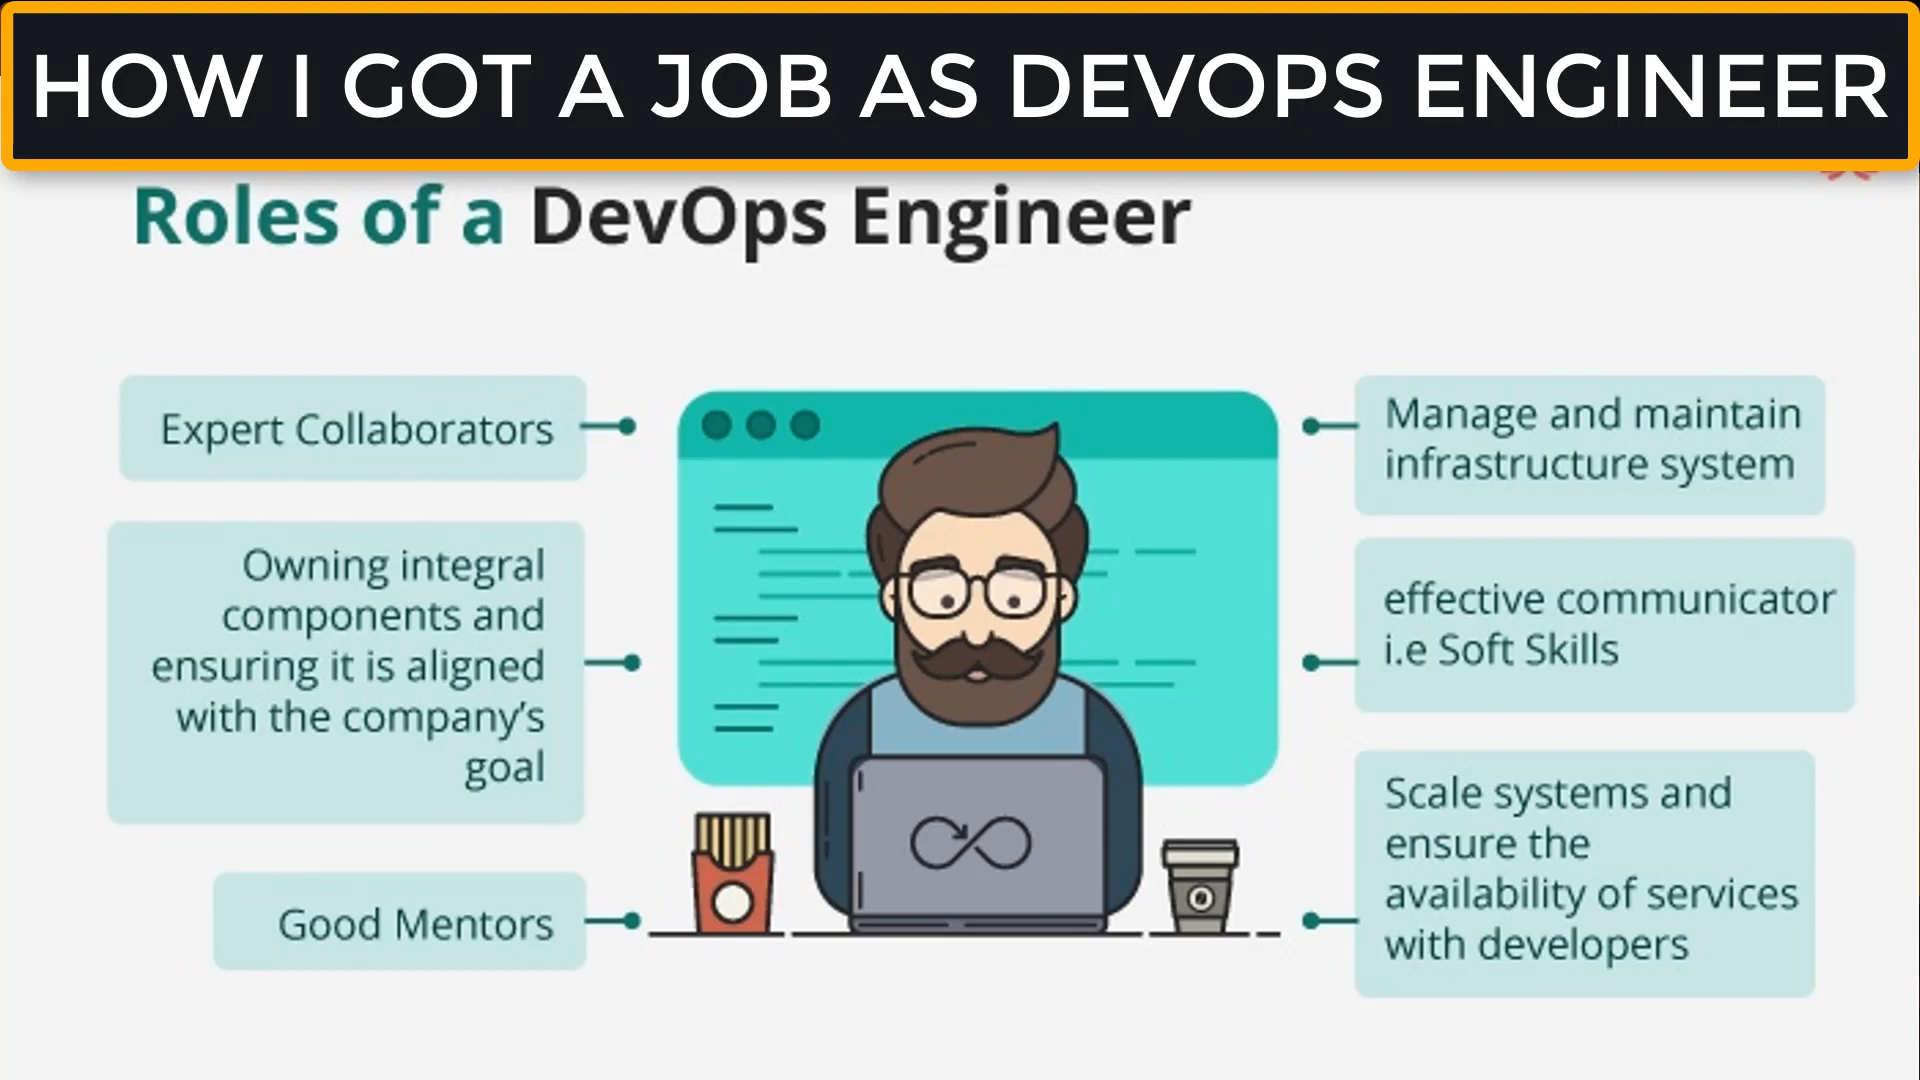 HOW I GOT A JOB AS DEVOPS ENGINEER
Roles of a DevOps Engineer
Expert Collaborators
Owning integral
components and
ensuring it is aligned
with the company’s
goal
Good Mentors
Manage and maintain
infrastructure system
effective communicator
i.e Soft Skills
Scale systems and
ensure the
availability of services
with developers